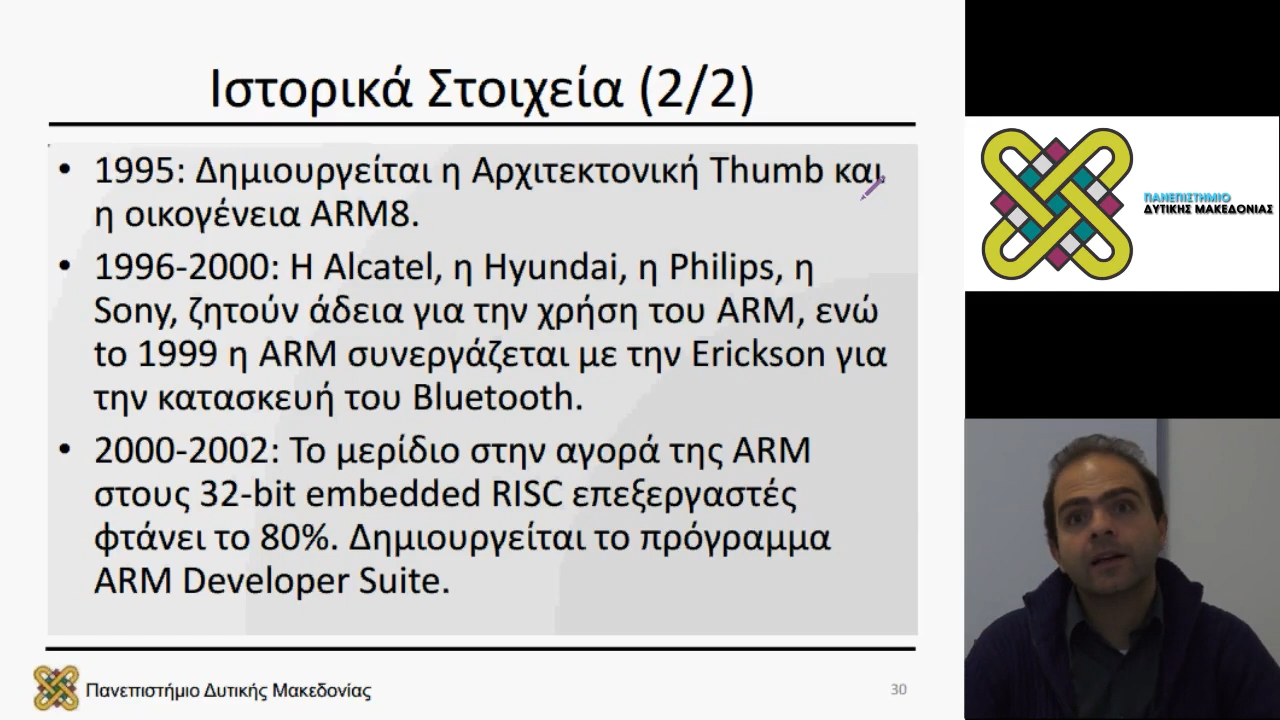 Ιστορικά Στοιχεία (2/2)
• 1995: Δημιουργείται η Αρχιτεκτονική Thumb και
η οικογένεια ARM8.
• 1996-2000: Η Alcatel, η Hyundai, η Philips, η
Sony, ζητούν άδεια για την χρήση του ARM, ενώ
to 1999 η ARM συνεργάζεται με την Erickson για
την κατασκευή του Bluetooth.
• 2000-2002: Το μερίδιο στην αγορά της ARM
στους 32-bit embedded RISC επεξεργαστές
φτάνει το 80%. Δημιουργείται το πρόγραμμα
ARM Developer Suite.
Πανεπιστήμιο Δυτικής Μακεδονίας
30
ΠΑΝΕΠΙΣΤΗΜΙΟ
ΔΥΤΙΚΗΣ ΜΑΚΕΔΟΝΙΑΣ